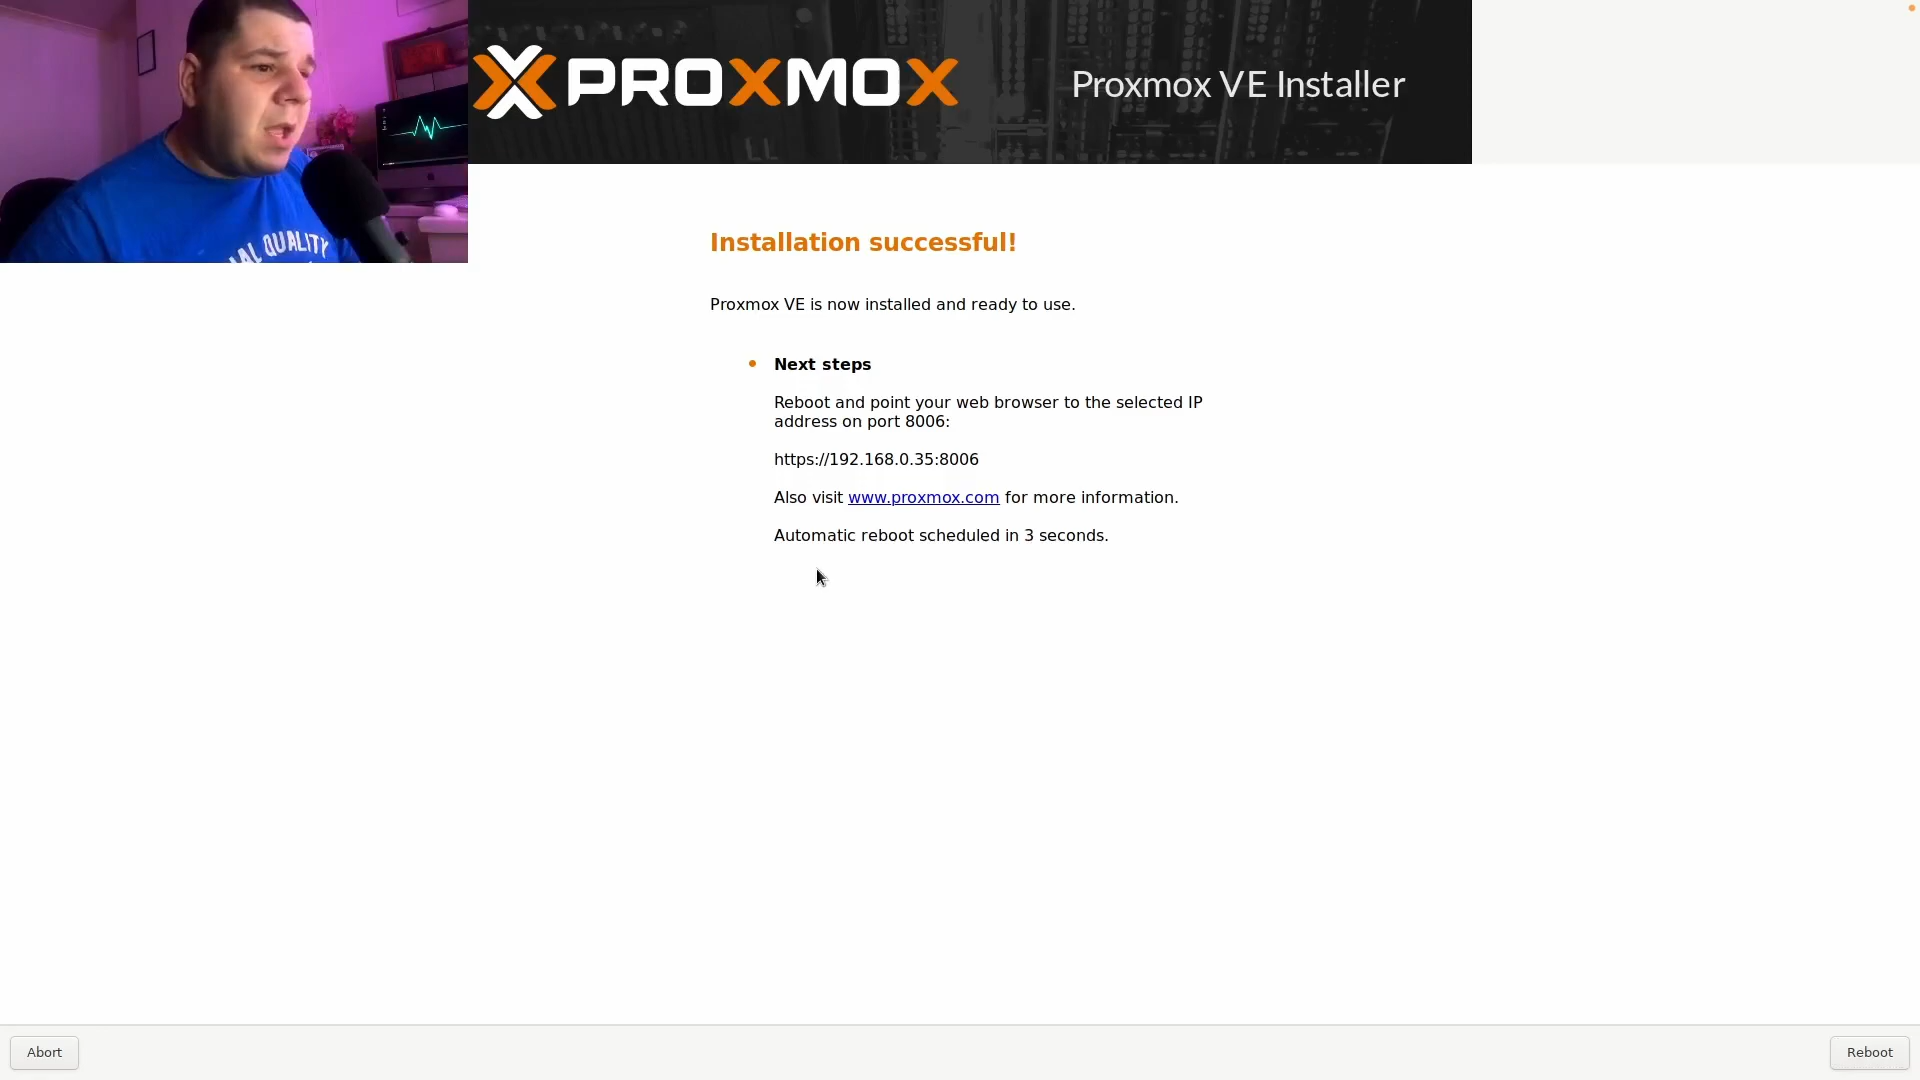 PROXMOX
Proxmox VE Installer
QUALITY
Installation successful!
Proxmox VE is now installed and ready to use.
Next steps
Reboot and point your web browser to the selected IP
address on port 8006:
https://192.168.0.35:8006
Also visit www.proxmox.com for more information.
Automatic reboot scheduled in 3 seconds.
Abort
Reboot